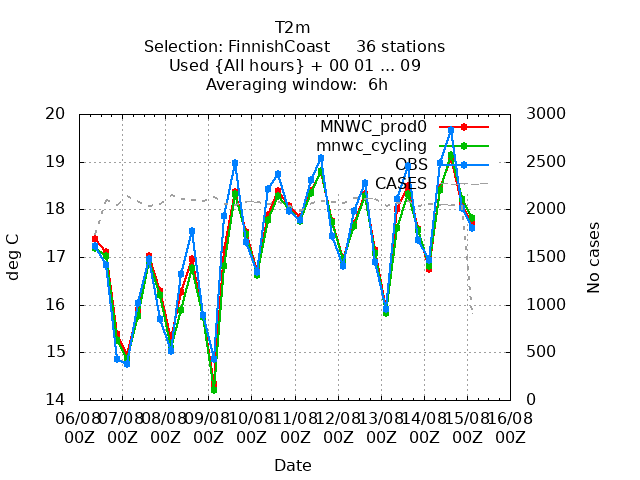 T2m
Selection: FinnishCoast 36 stations
Used {All hours} + 00 01 ... 09
Averaging window: 6h
20 3000
MNWC_prod0
mnwc_cycling
19 2500
OBS
CASES
18 2000
deg C
17 1500
No cases
16 1000
15 500
14 0
06/08 07/08 08/08 09/08 10/08 11/08 12/08 13/08 14/08 15/08 16/08
00Z 00Z 00Z 00Z 00Z 00Z 00Z 00Z 00Z 00Z 00Z
Date